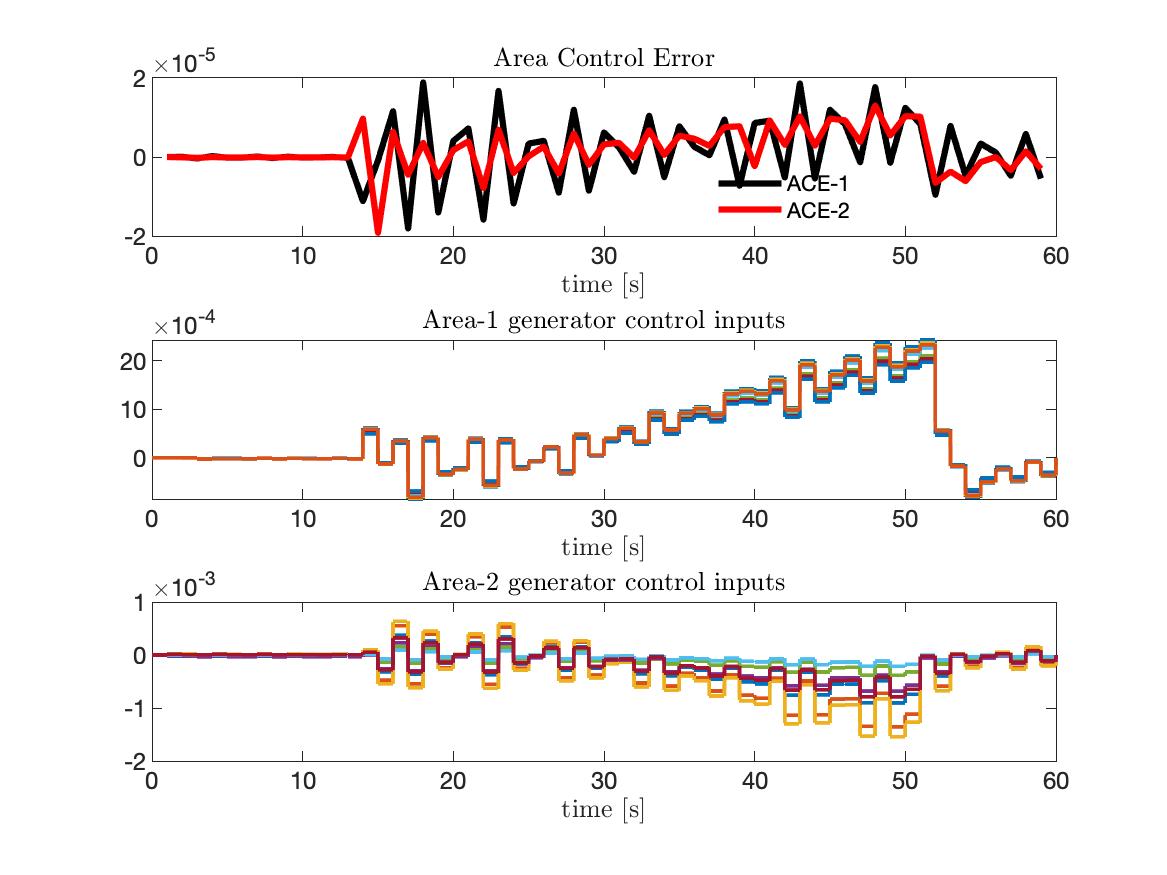 Area Control Error
×10-5
2
0
-2
0 10 20 30 40 50 60
ACE-1
ACE-2
time [s]
Area-1 generator control inputs
×10-4
20
10
0
0 10 20 30 40 50 60
time [s]
Area-2 generator control inputs
×10-3
1
0
-1
-2
0 10 20 30 40 50 60
time [s]